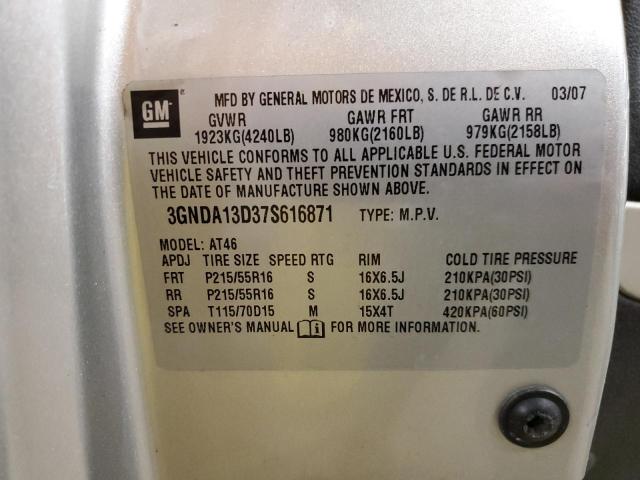 GM
MFD BY GENERAL MOTORS DE MEXICO, S. DE R.L. DE C.V. 03/07
GVWR GAWR FRT GAWR RR
1923KG(4240LB) 980KG(2160LB) 979KG(2158LB)
THIS VEHICLE CONFORMS TO ALL APPLICABLE U.S. FEDERAL MOTOR
VEHICLE SAFETY AND THEFT PREVENTION STANDARDS IN EFFECT ON
THE DATE OF MANUFACTURE SHOWN ABOVE.
3GNDA13D37S616871 TYPE: M.P.V.
MODEL: AT46
APDJ TIRE SIZE SPEED RTG RIM COLD TIRE PRESSURE
FRT P215/55R16 S 16X6.5J 210KPA(30PSI)
RR P215/55R16 S 16X6.5J 210KPA(30PSI)
SPA T115/70D15 M 15X4T 420KPA(60PSI)
SEE OWNER'S MANUAL FOR MORE INFORMATION.